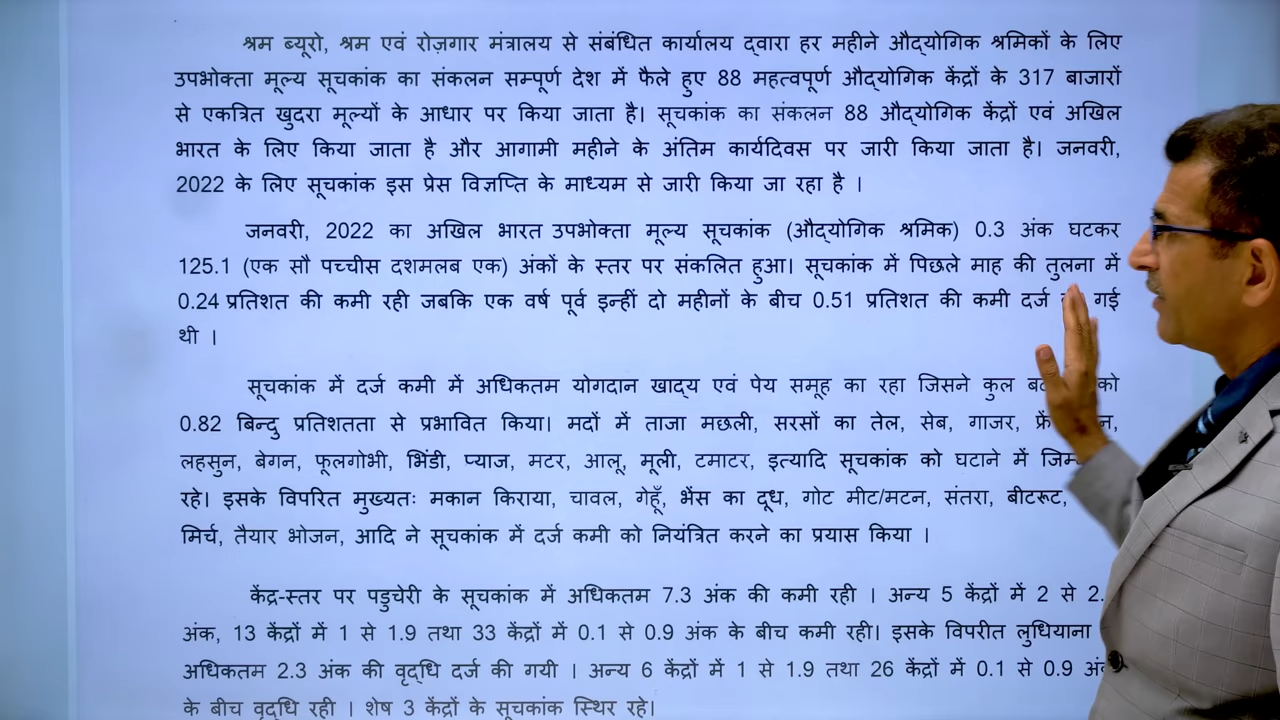 श्रम ब्यूरो, श्रम एवं रोज़गार मंत्रालय से संबंधित कार्यालय द्वारा हर महीने औद्योगिक श्रमिकों के लिए
उपभोक्ता मूल्य सूचकांक का संकलन सम्पूर्ण देश में फैले हुए 88 महत्वपूर्ण औद्योगिक केंद्रों के 317 बाजारों
से एकत्रित खुदरा मूल्यों के आधार पर किया जाता है। सूचकांक का संकलन 88 औद्योगिक केंद्रों एवं अखिल
भारत के लिए किया जाता है और आगामी महीने के अंतिम कार्यदिवस पर जारी किया जाता है। जनवरी,
2022 के लिए सूचकांक इस प्रेस विज्ञप्ति के माध्यम से जारी किया जा रहा है ।
जनवरी, 2022 का अखिल भारत उपभोक्ता मूल्य सूचकांक (औद्योगिक श्रमिक) 0.3 अंक घटकर
125.1 (एक सौ पच्चीस दशमलब एक) अंकों के स्तर पर संकलित हुआ। सूचकांक में पिछले माह की तुलना में
0.24 प्रतिशत की कमी रही जबकि एक वर्ष पूर्व इन्हीं दो महीनों के बीच 0.51 प्रतिशत की कमी दर्ज गई
थी ।
सूचकांक में दर्ज कमी में अधिकतम योगदान खाद्य एवं पेय समूह का रहा जिसने कुल को
0.82 बिन्दु प्रतिशतता से प्रभावित किया। मदों में ताजा मछली, सरसों का तेल, सेब, गाजर,
लहसुन, बेगन, फूलगोभी, भिंडी, प्याज, मटर, आलू, मूली, टमाटर, इत्यादि सूचकांक को घटाने में
रहे। इसके विपरित मुख्यतः मकान किराया, चावल, गेहूँ, भेंस का दूध, गोट मीट/मटन, संतरा, बीटरूट,
मिर्च, तैयार भोजन, आदि ने सूचकांक में दर्ज कमी को नियंत्रित करने का प्रयास किया ।
केंद्र-स्तर पर पडुचेरी के सूचकांक में अधिकतम 7.3 अंक की कमी रही । अन्य 5 केंद्रों में 2 से
अंक, 13 केंद्रों में 1 से 1.9 तथा 33 केंद्रों में 0.1 से 0.9 अंक के बीच कमी रही। इसके विपरीत लुधियाना
अधिकतम 2.3 अंक की वृद्धि दर्ज की गयी । अन्य 6 केंद्रों में 1 से 1.9 तथा 26 केंद्रों में 0.1 से 0.9
के बीच वृद्धि रही । शेष 3 केंद्रों के सूचकांक स्थिर रहे।